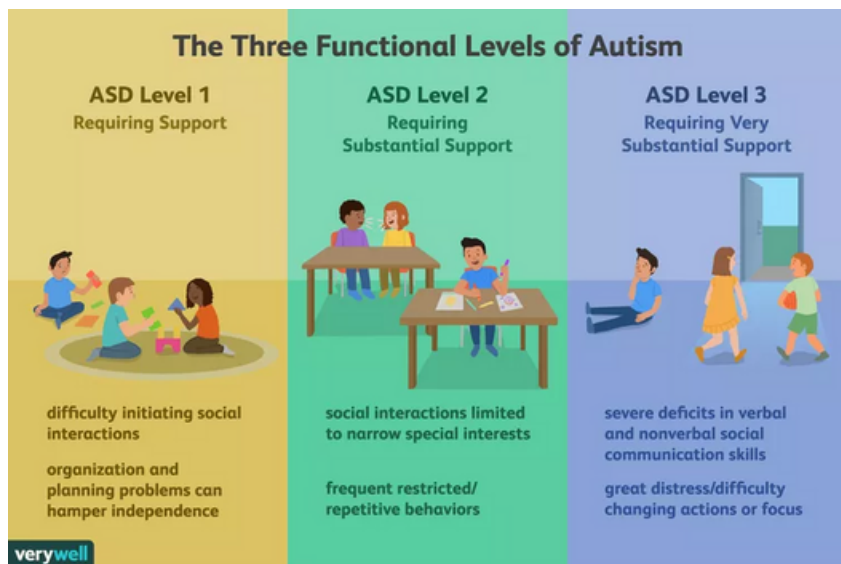 The Three Functional Levels of Autism
ASD Level 1
Requiring Support
difficulty initiating social
interactions
organization and
planning problems can
hamper independence
ASD Level 2
Requiring
Substantial Support
social interactions limited
to narrow special interests
frequent restricted/
repetitive behaviors
ASD Level 3
Requiring Very
Substantial Support
severe deficits in verbal
and nonverbal social
communication skills
great distress/difficulty
changing actions or focus
verywell